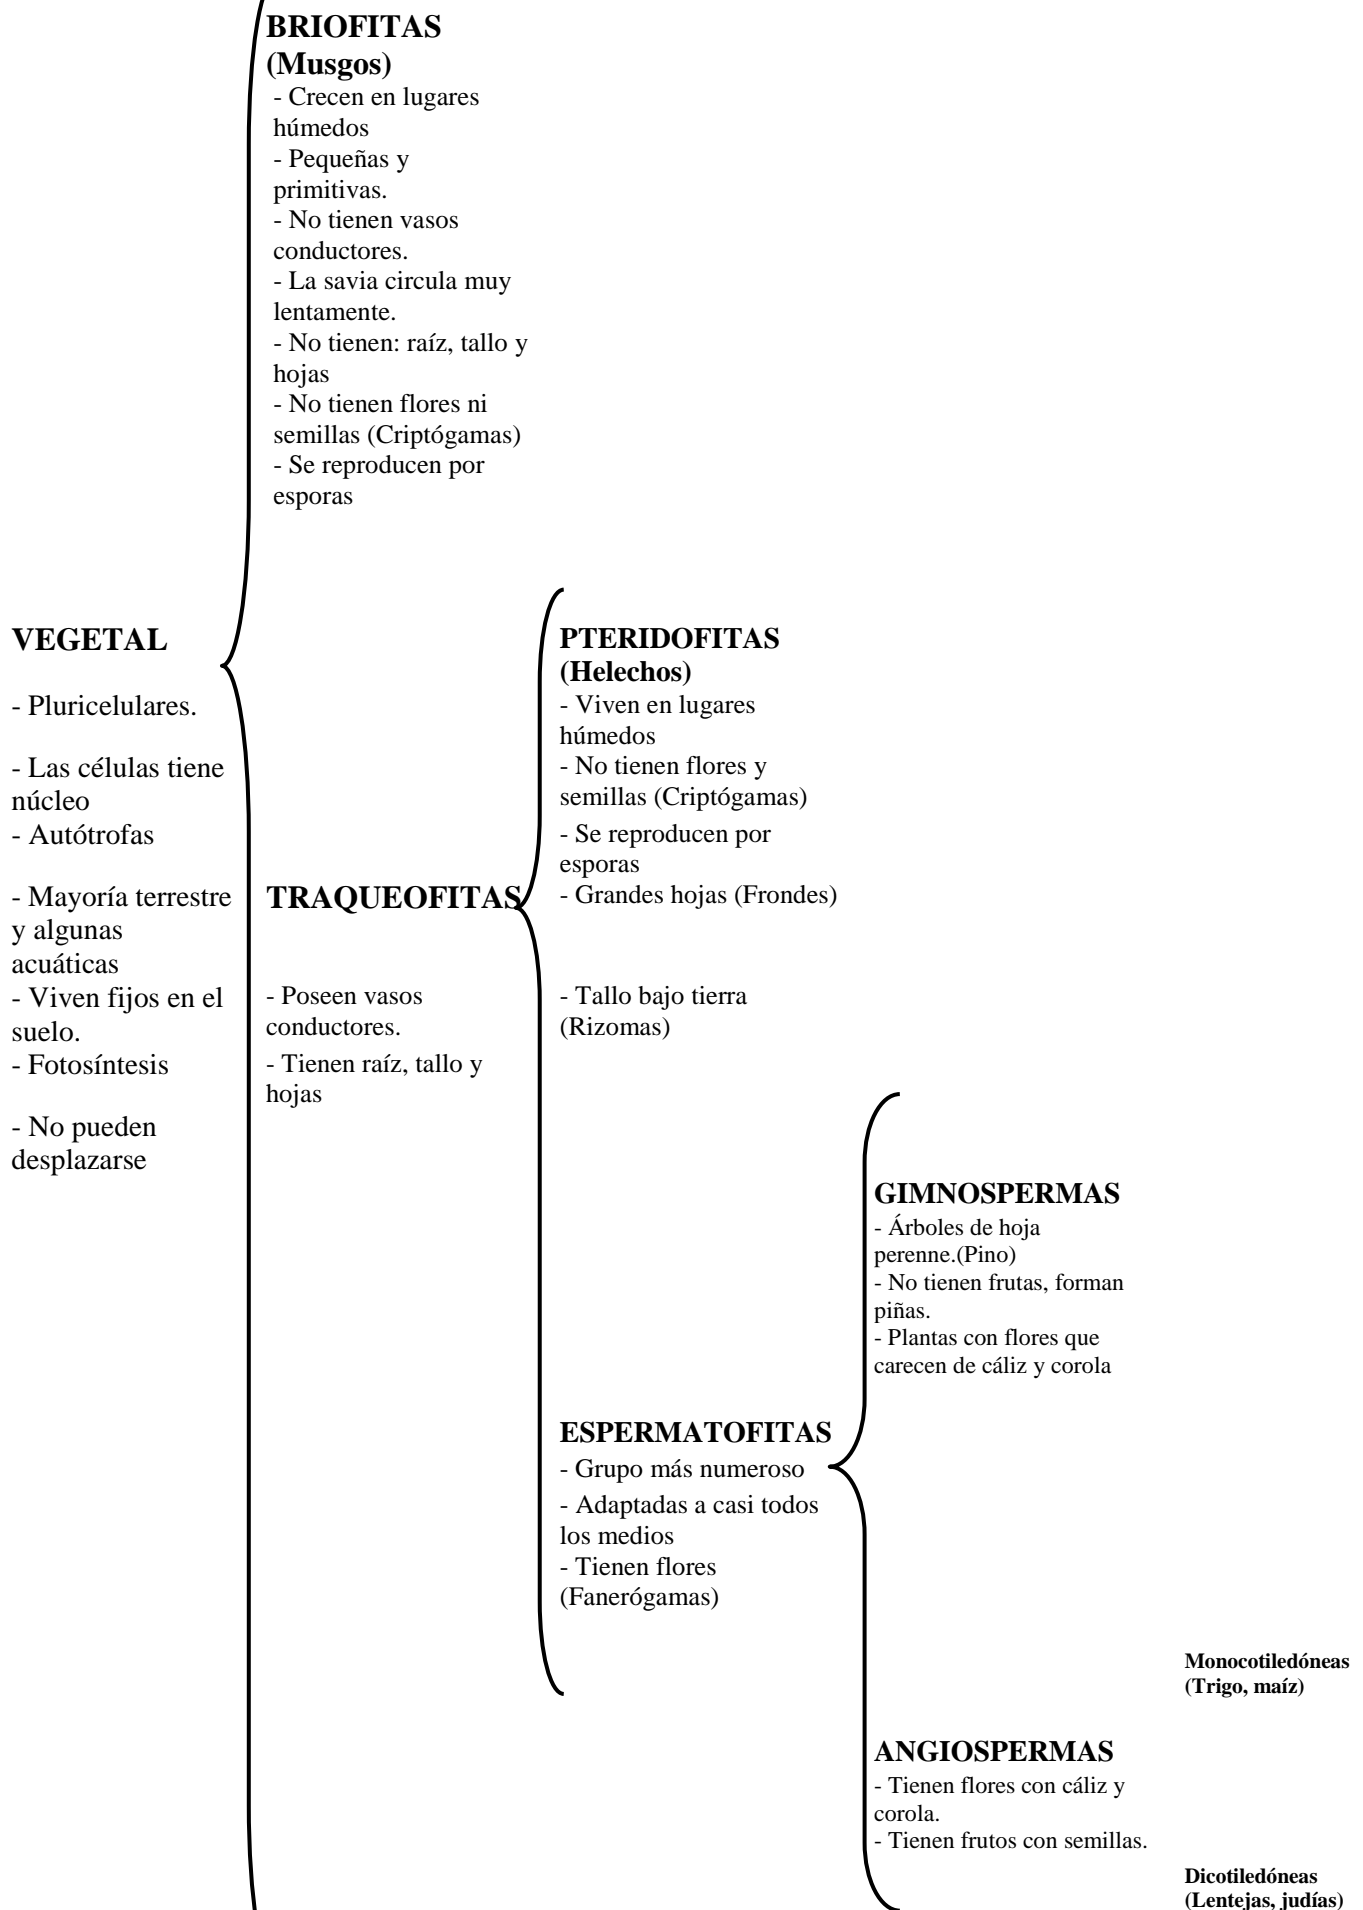 BRIOFITAS
(Musgos)
- Crecen en lugares
húmedos
- Pequeñas y
primitivas.
- No tienen vasos
conductores.
- La savia circula muy
lentamente.
- No tienen: raíz, tallo y
hojas
- No tienen flores ni
semillas (Criptógamas)
- Se reproducen por
esporas
VEGETAL
- Pluricelulares.
- Las células tiene
núcleo
- Autótrofas
- Mayoría terrestre
y algunas
acuáticas
- Viven fijos en el
suelo.
- Fotosíntesis
- No pueden
desplazarse
TRAQUEOFITAS
- Poseen vasos
conductores.
- Tienen raíz, tallo y
hojas
PTERIDOFITAS
(Helechos)
- Viven en lugares
húmedos
- No tienen flores y
semillas (Criptógamas)
- Se reproducen por
esporas
- Grandes hojas (Frondes)
- Tallo bajo tierra
(Rizomas)
ESPERMATOFITAS
- Grupo más numeroso
- Adaptadas a casi todos
los medios
- Tienen flores
(Fanerógamas)
GIMNOSPERMAS
- Árboles de hoja
perenne.(Pino)
- No tienen frutas, forman
piñas.
- Plantas con flores que
carecen de cáliz y corola
ANGIOSPERMAS
- Tienen flores con cáliz y
corola.
- Tienen frutos con semillas.
Monocotiledóneas
(Trigo, maíz)
Dicotiledóneas
(Lentejas, judías)